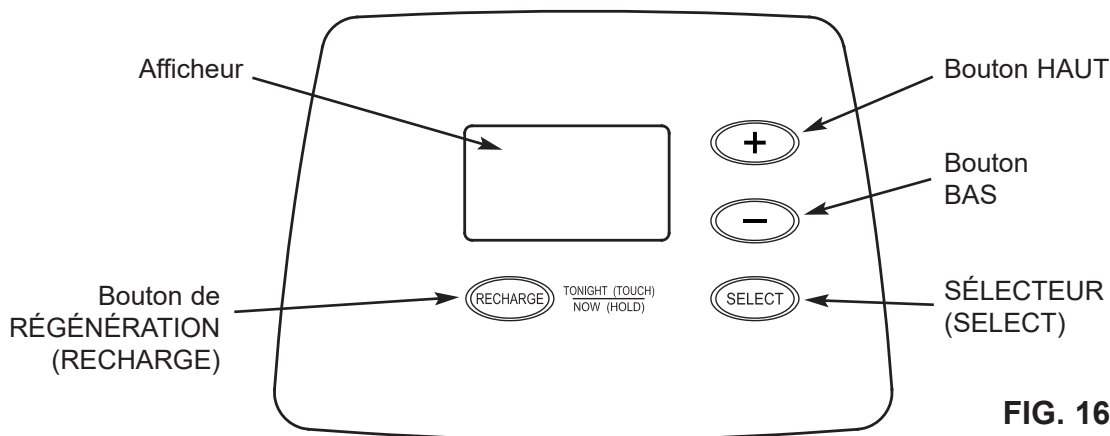 Afficheur
Bouton HAUT
+
Bouton
BAS
−
Bouton de
RÉGÉNÉRATION
(RECHARGE)
RECHARGE
TONIGHT (TOUCH)
NOW (HOLD)
SELECT
SÉLECTEUR
(SELECT)
FIG. 16